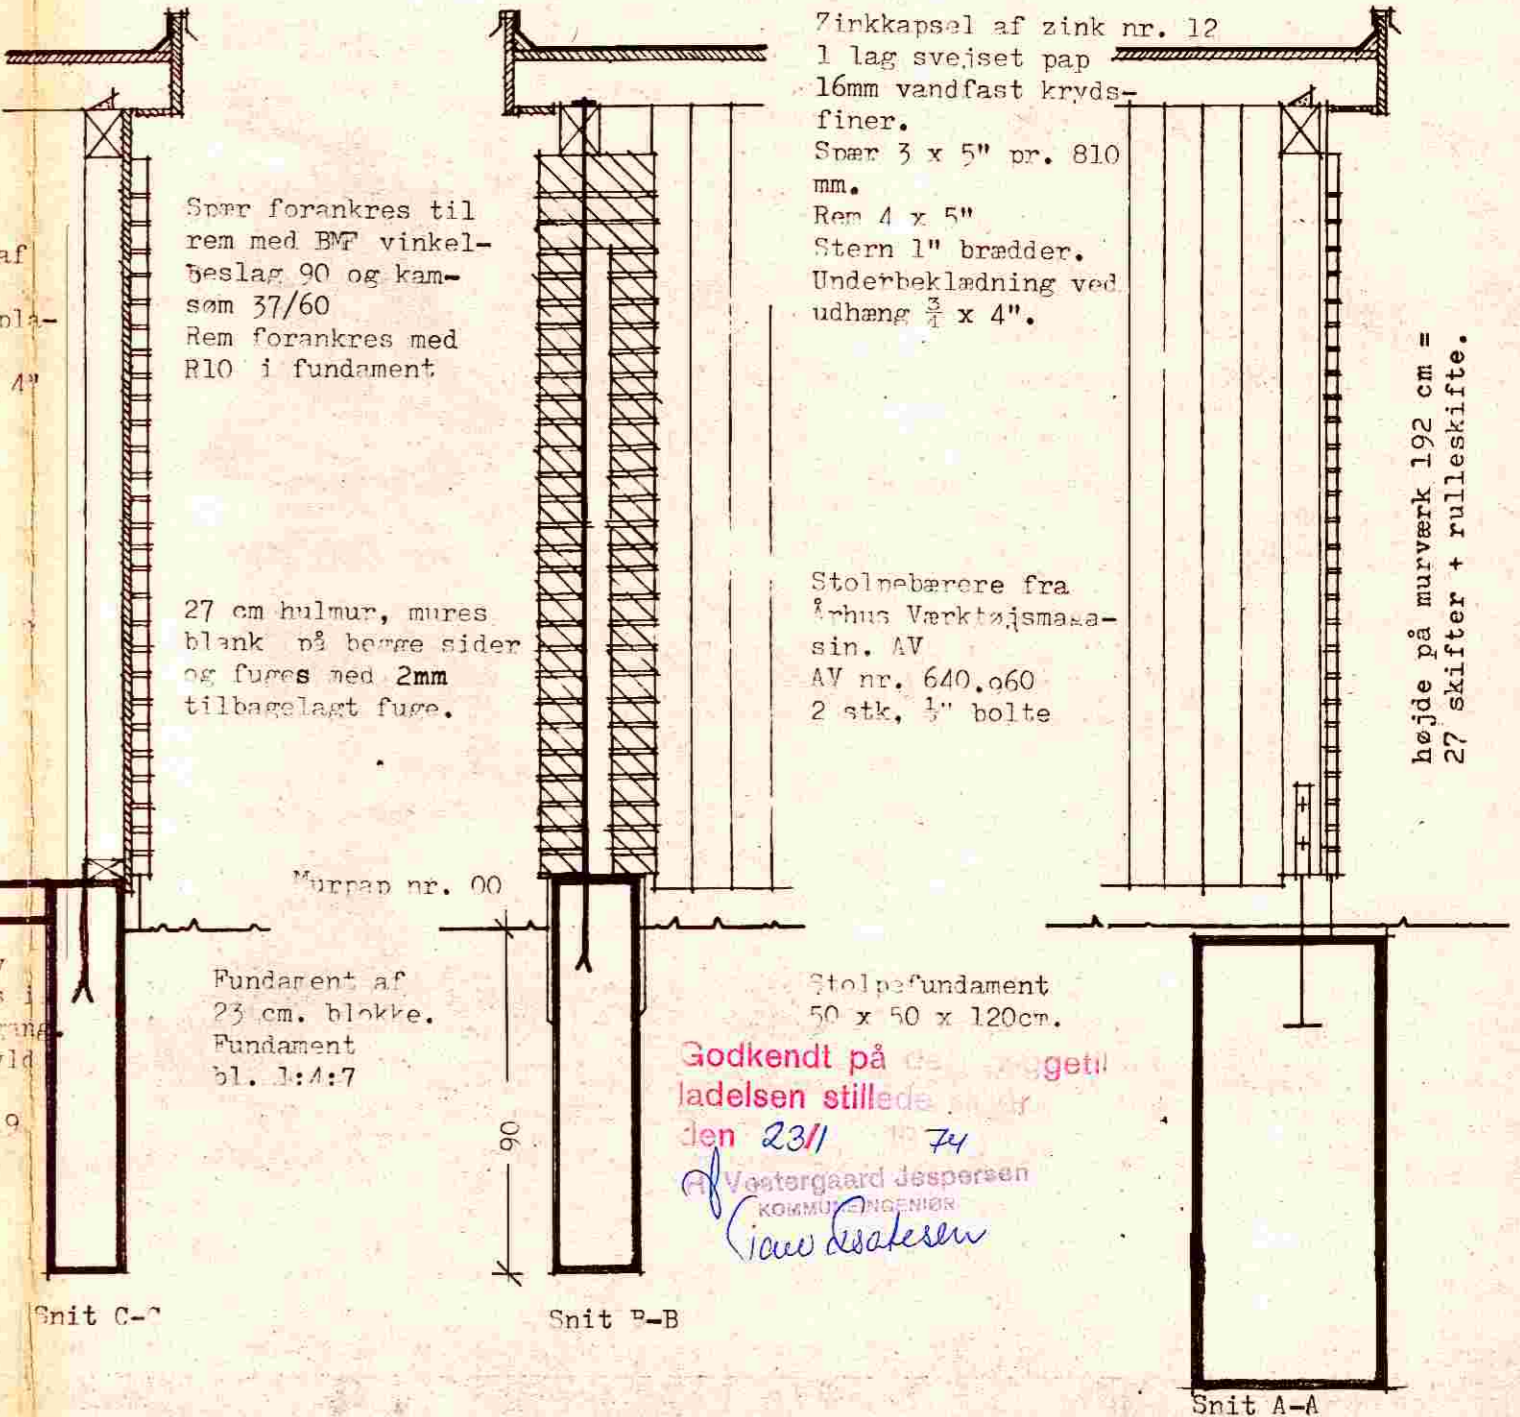 Zinkkapsel af zink nr. 12
1 lag svejset pap
16mm vandfast kryds-
finer.
Spær 3 x 5" pr. 810
mm.
Rem 4 x 5"
Stern 1" brædder.
Underbeklædning ved
udhæng 3/4 x 4".
Spær forankres til
rem med BMF vinkel-
beslag 90 og kam-
søm 37/60
Rem forankres med
R10 i fundament
af
plå-
4"
højde på murværk 192 cm =
27 skifter + rulleskifte.
27 cm hulmur, mures
blank på begge sider
og fuges med 2mm
tilbagelagt fuge.
Stolpebærere fra
Århus Værktøjsmaga-
sin. AV
AV nr. 640.060
2 stk. ½" bolte
Murpap nr. 00
Fundament af
23 cm. blokke.
Fundament
bl. 1:4:7
Stolpefundament
50 x 50 x 120cm.
90
9
Godkendt på
ladelsen stillede
den 23/1 1974
Vestergaard Jespersen
KOMMUNEINGENIØR
Snit C-C
Snit B-B
Snit A-A